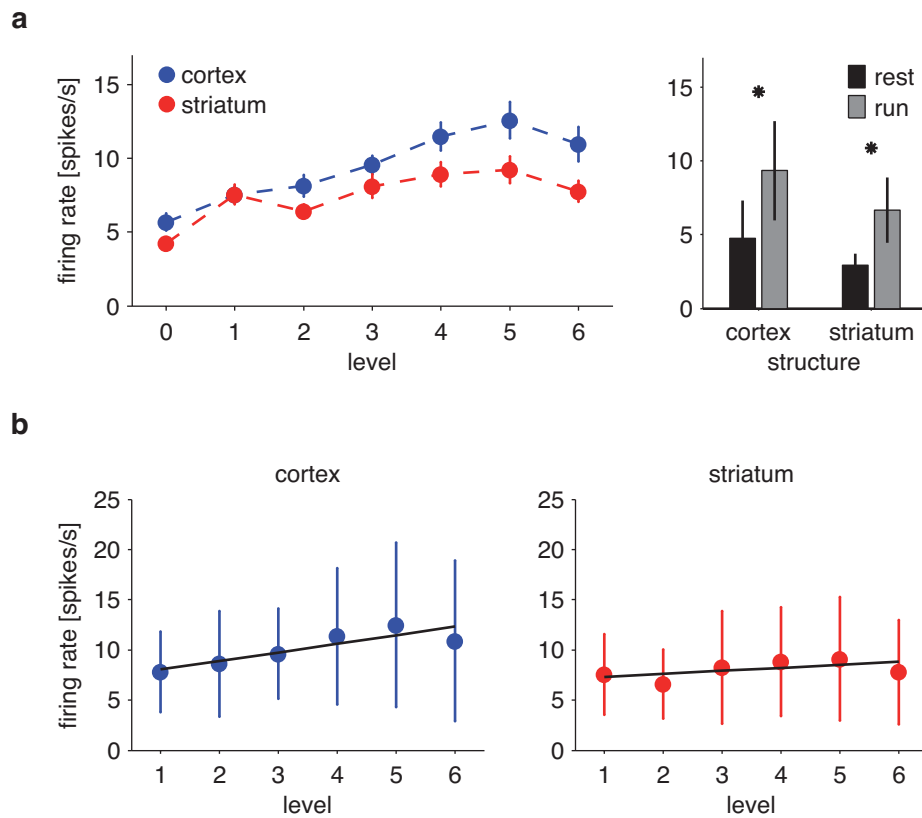 a
cortex
striatum
firing rate [spikes/s]
15
10
5
0
0 1 2 3 4 5 6
level
rest
run
*
*
15
10
5
0
cortex striatum
structure
b
cortex
firing rate [spikes/s]
25
20
15
10
5
0
1 2 3 4 5 6
level
striatum
25
20
15
10
5
0
1 2 3 4 5 6
level